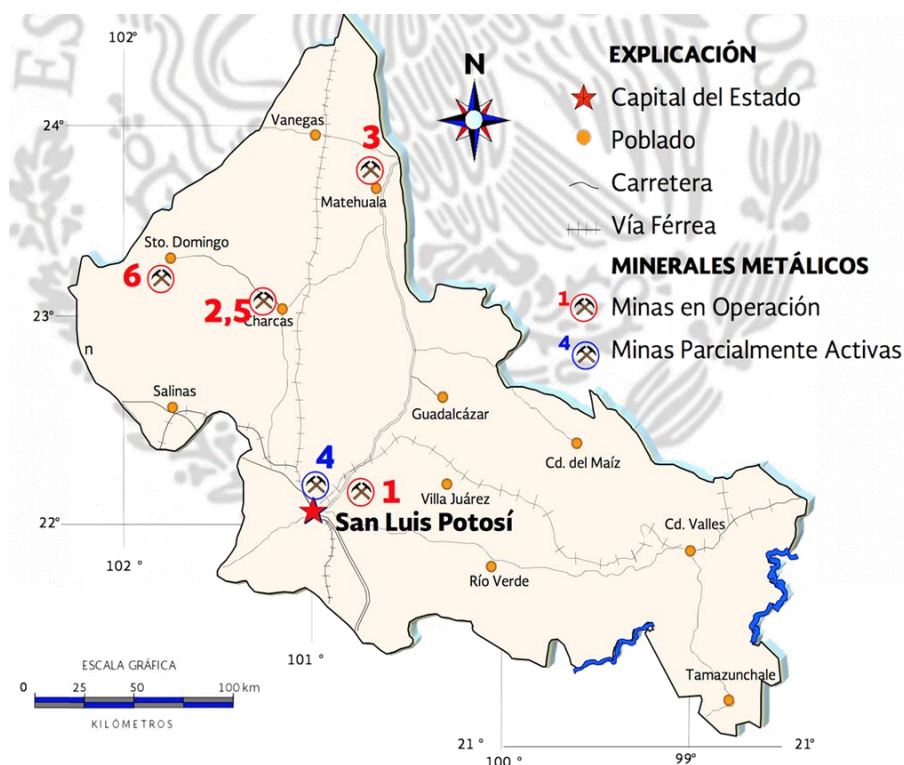 102°
24°
Vanegas
3
Matehuala
Sto. Domingo
6
2,5
Charcas
23°
n
Salinas
Guadalcázar
Cd. del Maíz
4
1
Villa Juárez
San Luis Potosí
22°
Cd. Valles
Río Verde
102 °
101 °
Tamazunchale
21 °
100 °
99°
21°
N
EXPLICACIÓN
Capital del Estado
Poblado
Carretera
Vía Férrea
MINERALES METÁLICOS
1
Minas en Operación
4
Minas Parcialmente Activas
ESCALA GRÁFICA
0 25 50 100 km
KILÓMETROS